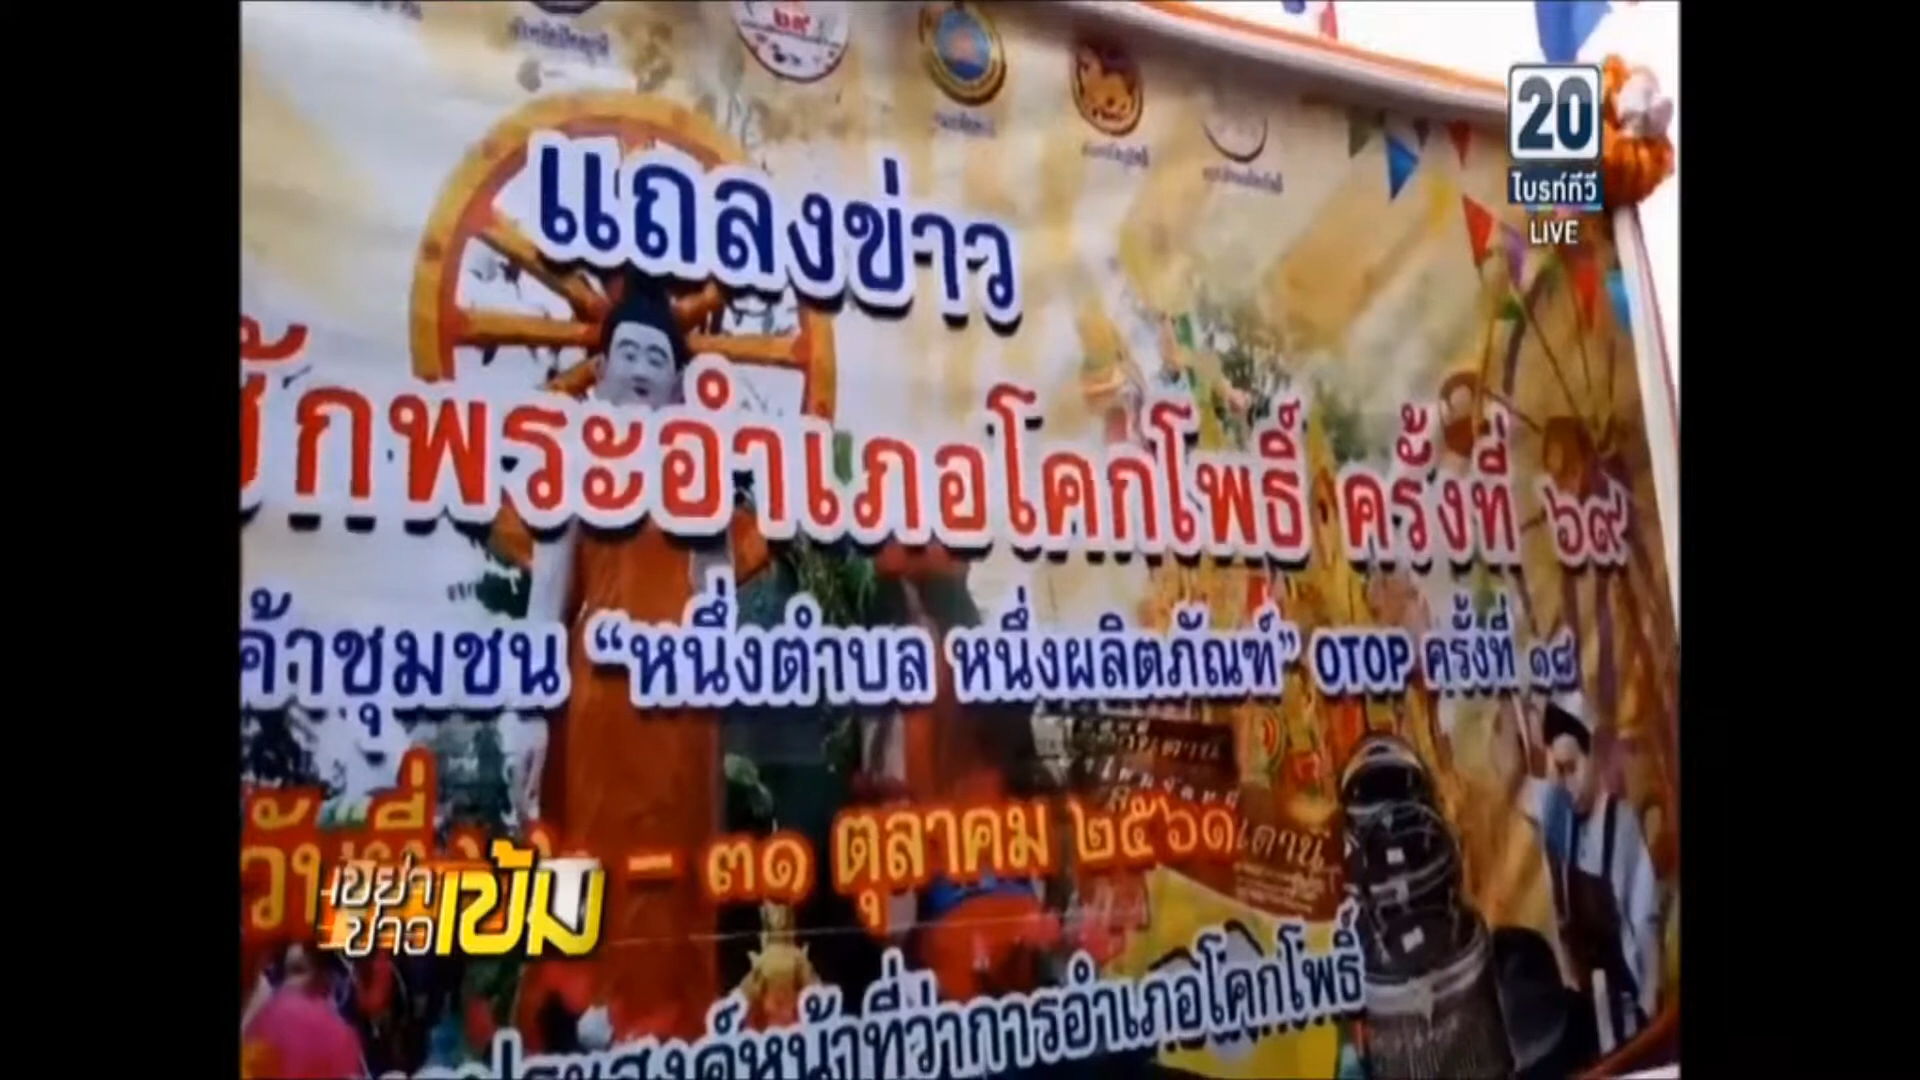 20
ไบรท์ทีวี
LIVE
๒๙
แถลงข่าว
ชักพระอำเภอโคกโพธิ์ ครั้งที่ ๖๙
ค้าชุมชน “หนึ่งตำบล หนึ่งผลิตภัณฑ์” OTOP ครั้งที่ ๑๘
วันที่ - ๓๑ ตุลาคม ๒๕๖๑
ประสงค์หน้าที่ว่าการอำเภอโคกโพธิ์
เขย่า
ข่าว
เข้ม